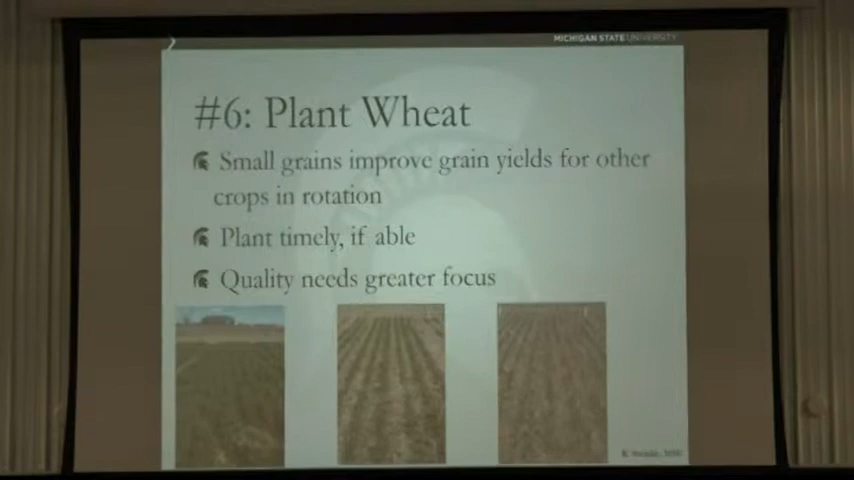 MICHIGAN STATE UNIVERSITY
#6: Plant Wheat
Small grains improve grain yields for other
crops in rotation
Plant timely, if able
Quality needs greater focus